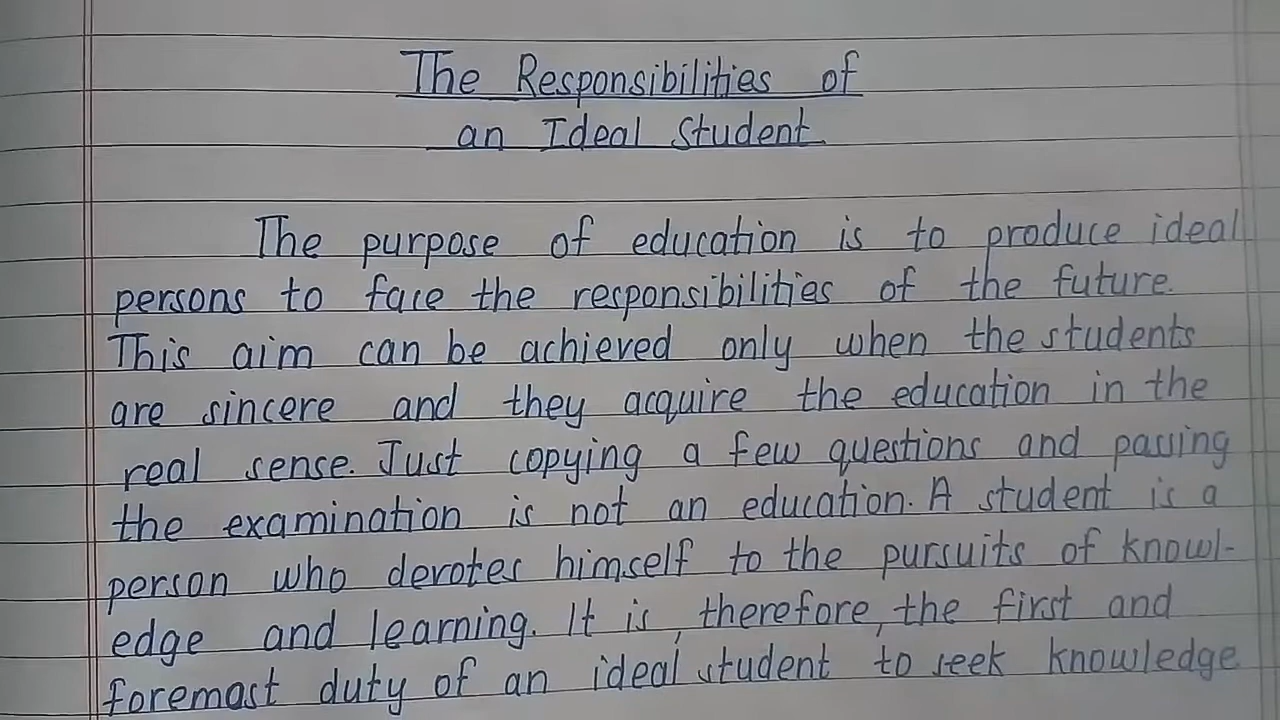 The Responsibilities of
an Ideal Student
The purpose of education is to produce ideal
persons to face the responsibilities of the future.
This aim can be achieved only when the students
are sincere and they acquire the education in the
real sense. Just copying a few questions and passing
the examination is not an education. A student is a
person who devotes himself to the pursuits of knowl-
edge and learning. It is, therefore, the first and
foremost duty of an ideal student to seek knowledge